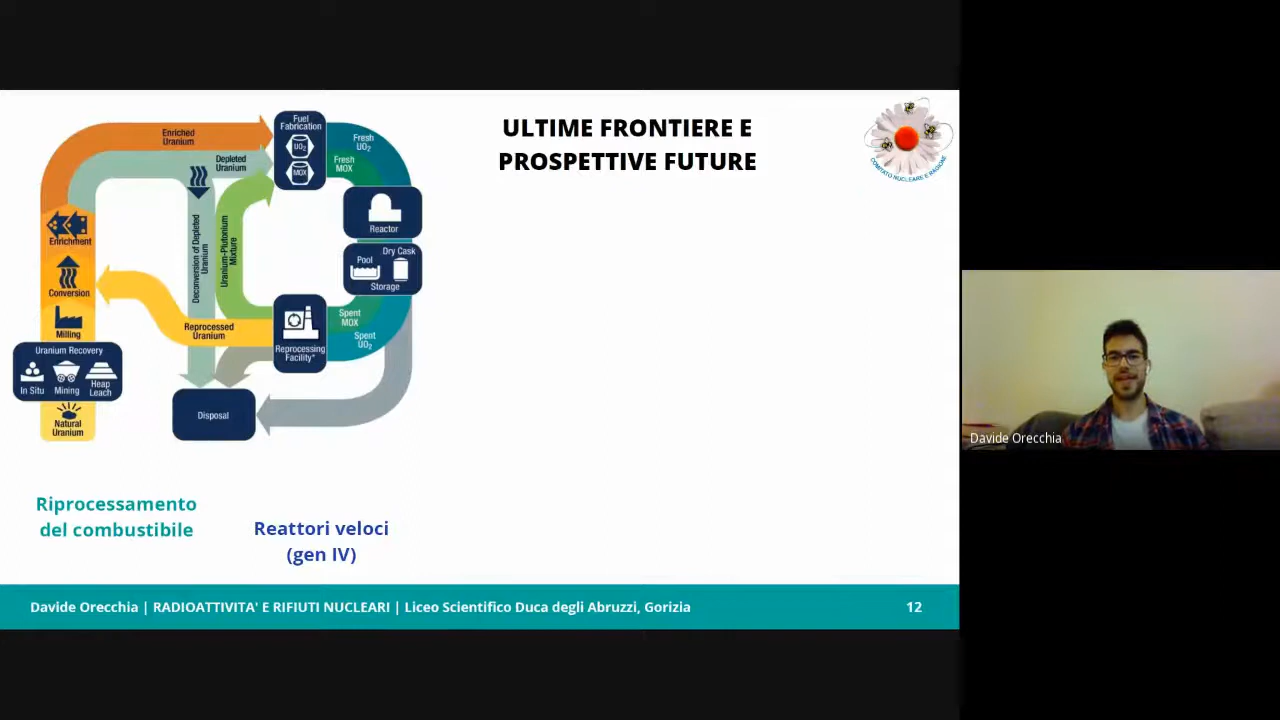 ULTIME FRONTIERE E
PROSPETTIVE FUTURE
COMITATO NUCLEARE E RAGIONE
Enriched
Uranium
Depleted
Uranium
Fuel
Fabrication
UO₂
MOX
Fresh
UO₂
Fresh
MOX
Reactor
Dry Cask
Pool
Storage
Enrichment
Conversion
Milling
Uranium Recovery
In Situ
Mining
Heap
Leach
Natural
Uranium
Deconversion of Depleted
Uranium
Uranium-Plutonium
Mixture
Reprocessed
Uranium
Reprocessing
Facility*
Spent
MOX
Spent
UO₂
Disposal
Riprocessamento
del combustibile
Reattori veloci
(gen IV)
Davide Orecchia | RADIOATTIVITA' E RIFIUTI NUCLEARI | Liceo Scientifico Duca degli Abruzzi, Gorizia
12
Davide Orecchia